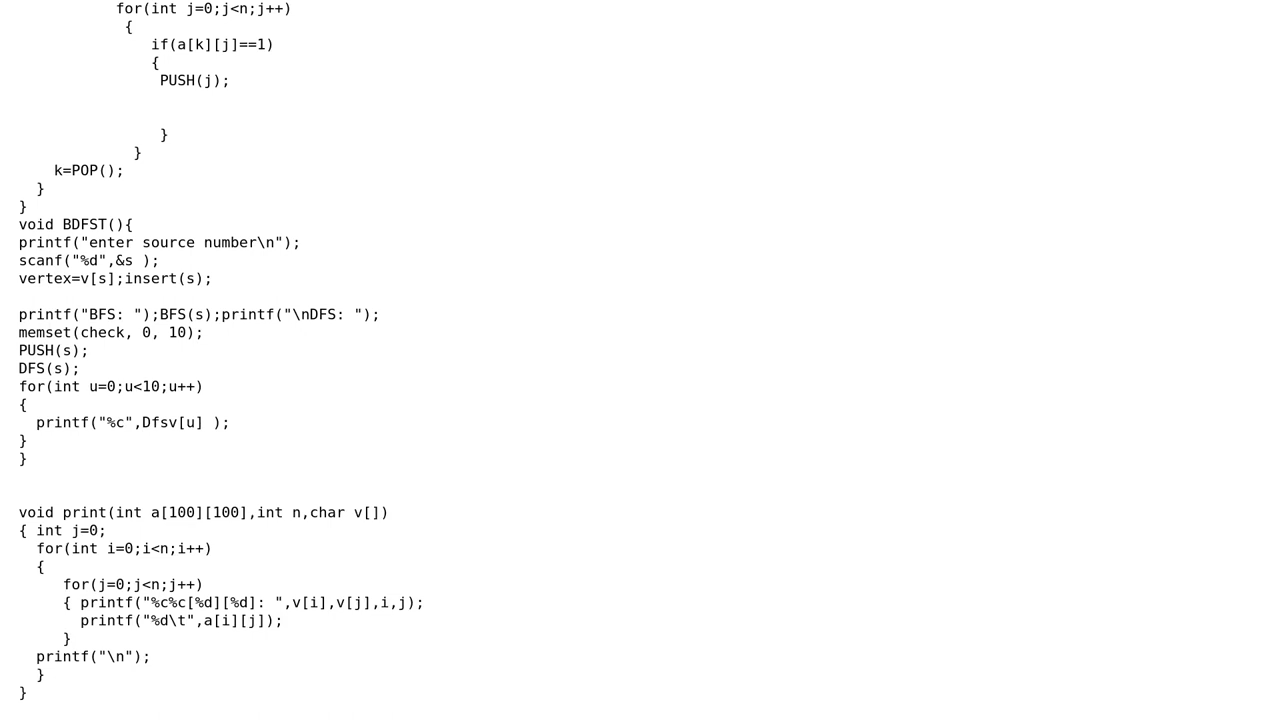 for(int j=0;j<n;j++)
{
if(a[k][j]==1)
{
PUSH(j);
}
}
k=POP();
}
}
void BDFST(){
printf("enter source number\n");
scanf("%d",&s );
vertex=v[s];insert(s);
printf("BFS: ");BFS(s);printf("\nDFS: ");
memset(check, 0, 10);
PUSH(s);
DFS(s);
for(int u=0;u<10;u++)
{
printf("%c",Dfsv[u] );
}
}
void print(int a[100][100],int n,char v[])
{ int j=0;
for(int i=0;i<n;i++)
{
for(j=0;j<n;j++)
{ printf("%c%c[%d][%d]: ",v[i],v[j],i,j);
printf("%d\t",a[i][j]);
}
printf("\n");
}
}